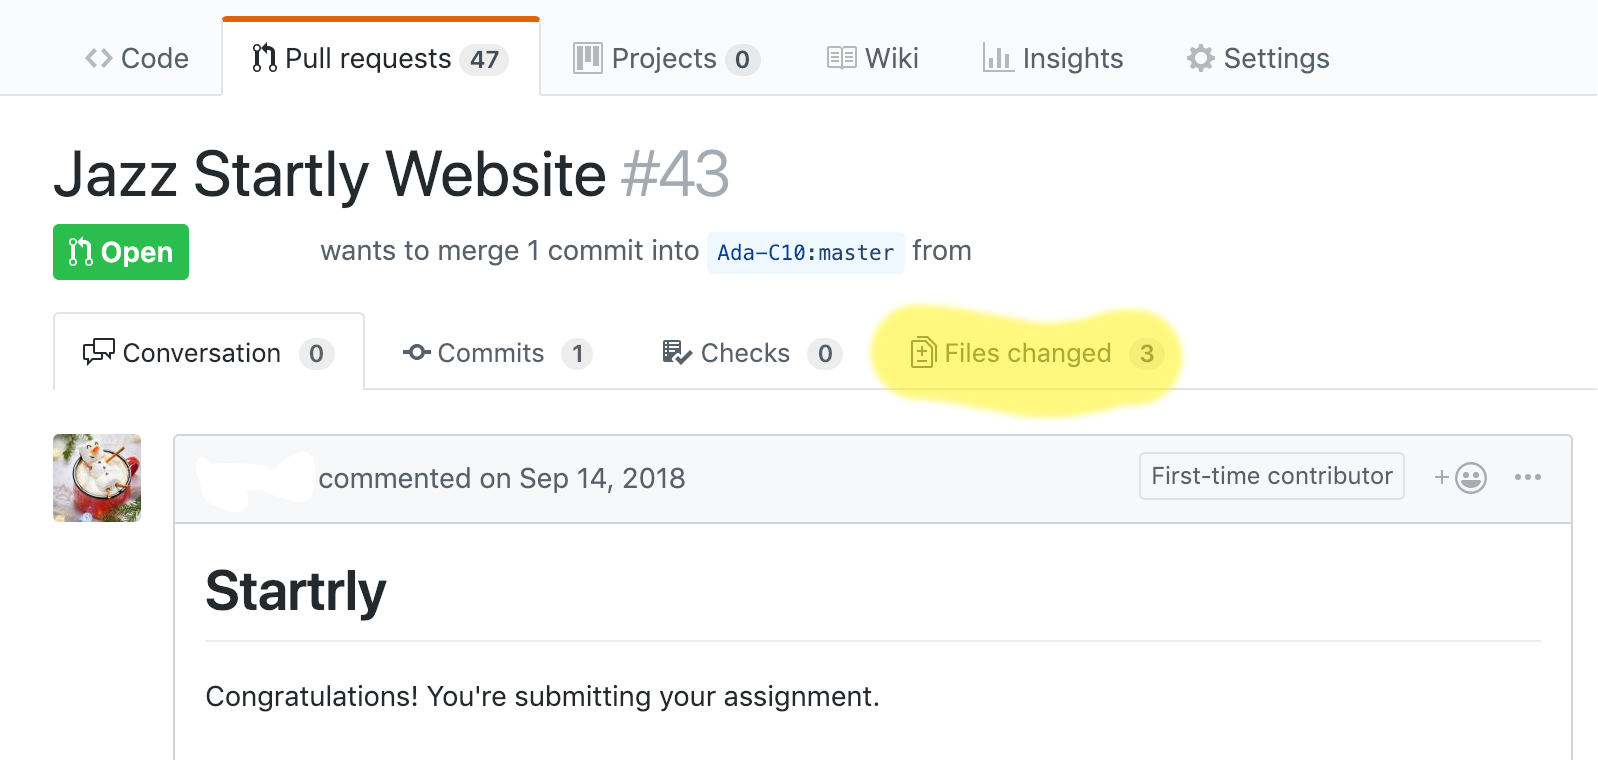 Code Pull requests 47 Projects 0 Wiki Insights Settings
Jazz Startly Website #43
Open wants to merge 1 commit into Ada-C10:master from
Conversation 0 Commits 1 Checks 0 Files changed 3
commented on Sep 14, 2018 First-time contributor
Startrly
Congratulations! You're submitting your assignment.